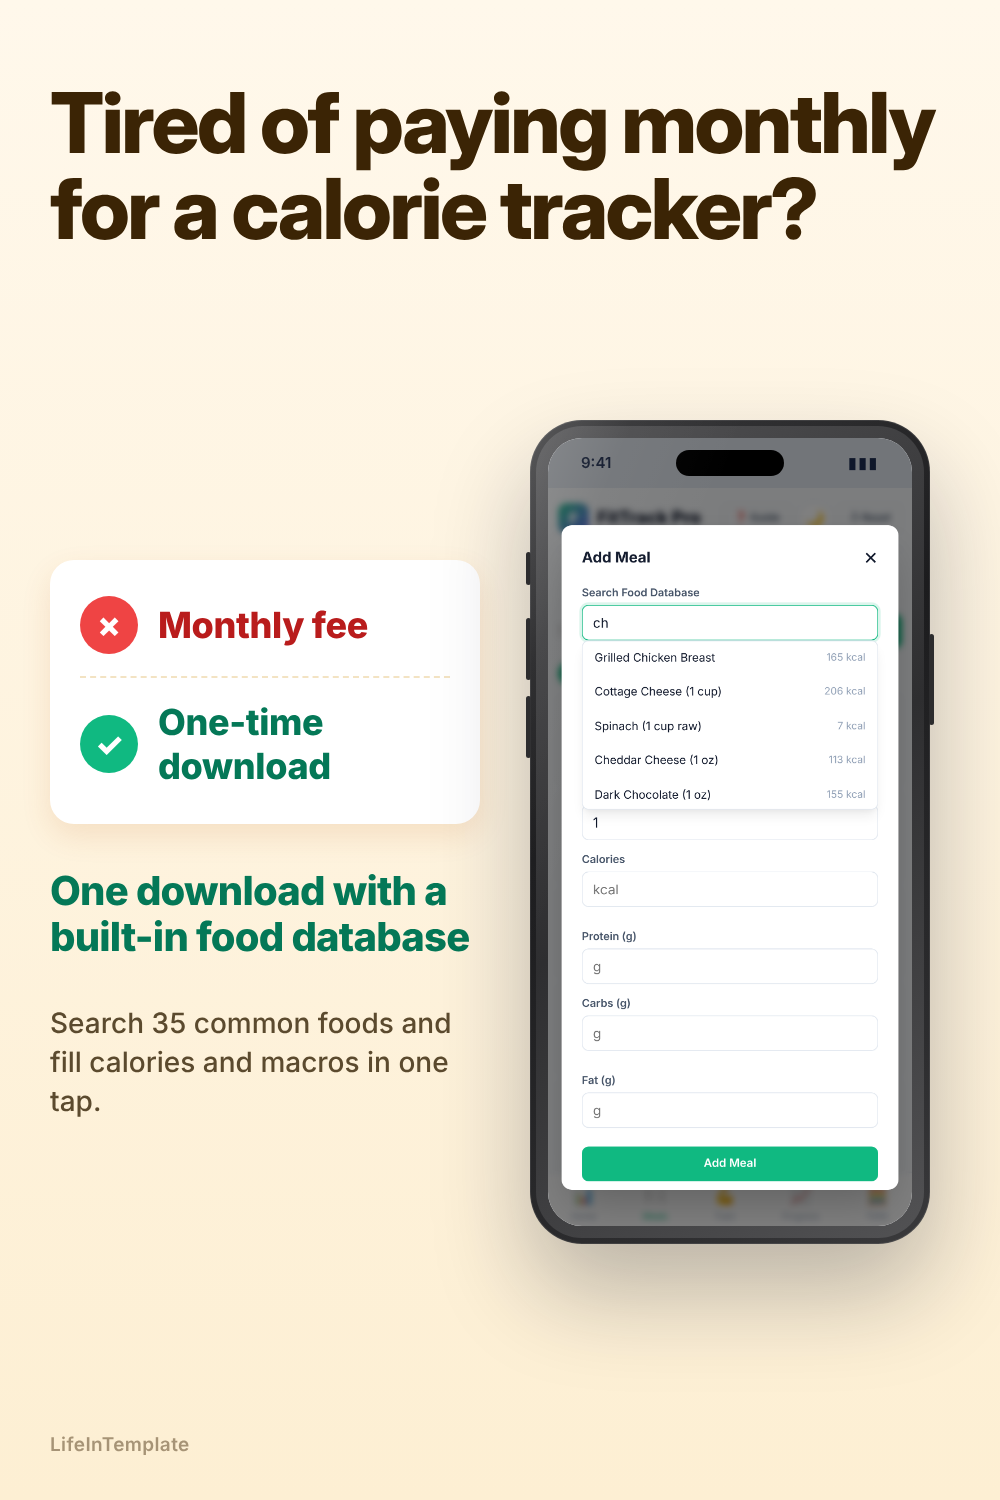 Tired of paying monthly
for a calorie tracker?
Monthly fee
One-time
download
One download with a
built-in food database
Search 35 common foods and
fill calories and macros in one
tap.
9:41
FitTrack Pro
Add Meal
Search Food Database
ch
Grilled Chicken Breast 165 kcal
Cottage Cheese (1 cup) 206 kcal
Spinach (1 cup raw) 7 kcal
Cheddar Cheese (1 oz) 113 kcal
Dark Chocolate (1 oz) 155 kcal
1
Calories
kcal
Protein (g)
g
Carbs (g)
g
Fat (g)
g
Add Meal
LifeInTemplate